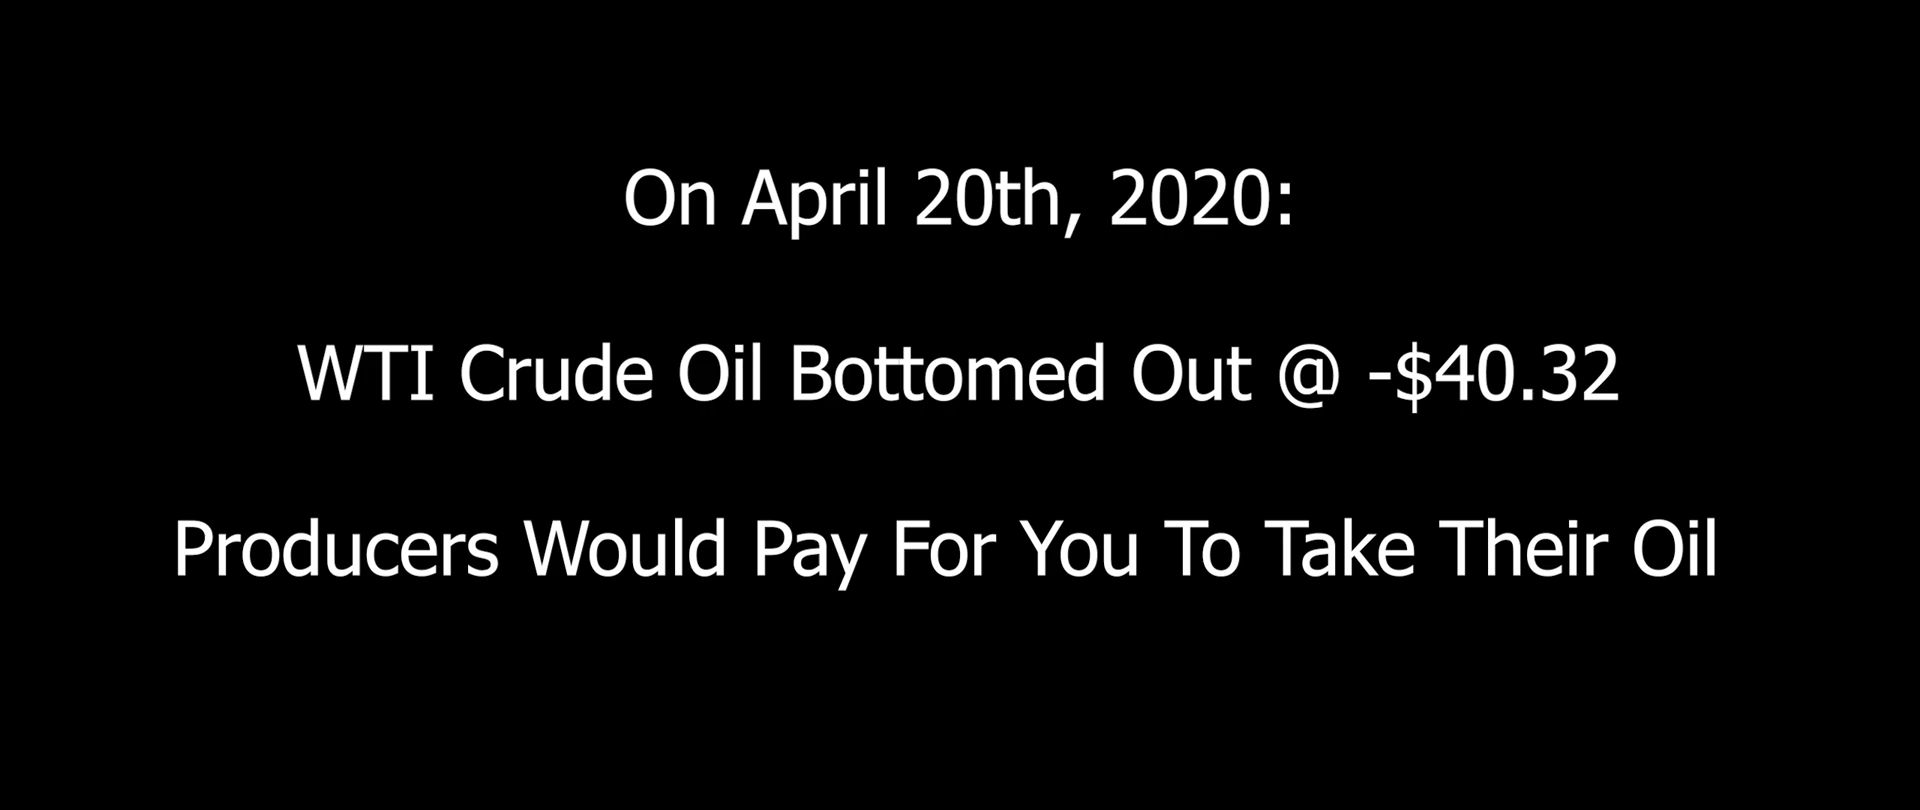 On April 20th, 2020:
WTI Crude Oil Bottomed Out @ -$40.32
Producers Would Pay For You To Take Their Oil